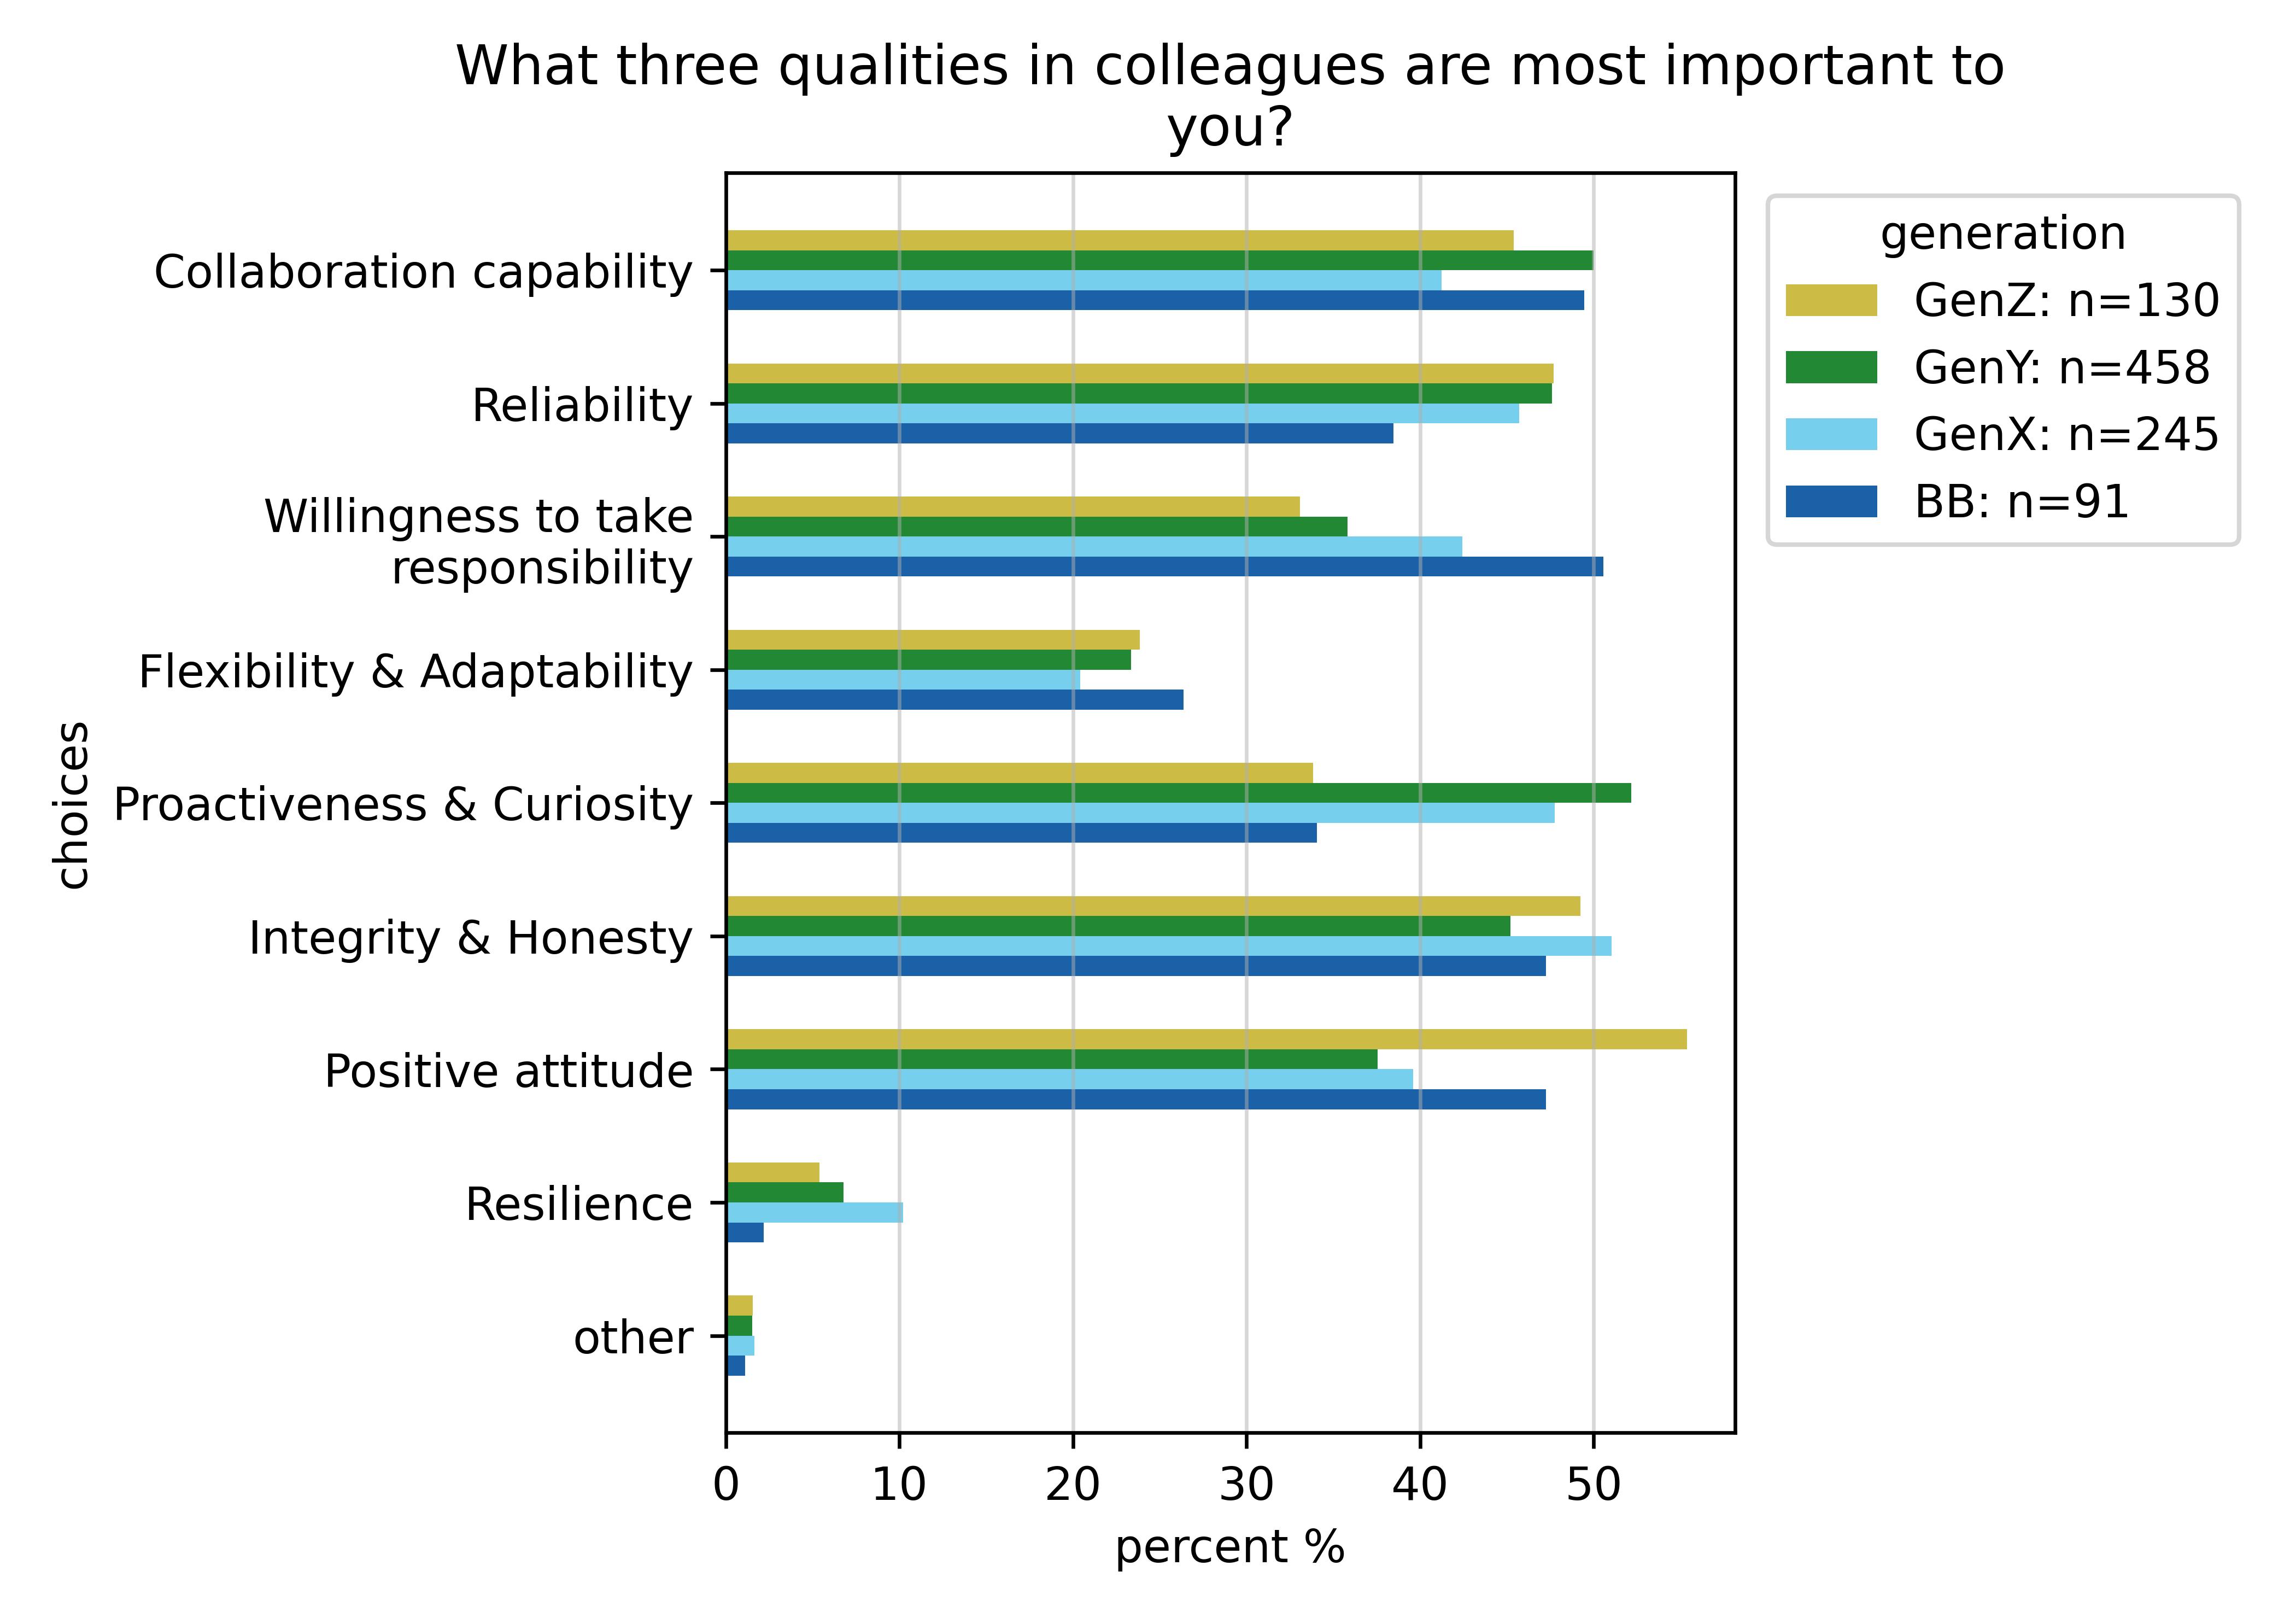 What three qualities in colleagues are most important to
you?
generation
GenZ: n=130
GenY: n=458
GenX: n=245
BB: n=91
choices
Collaboration capability
Reliability
Willingness to take
responsibility
Flexibility & Adaptability
Proactiveness & Curiosity
Integrity & Honesty
Positive attitude
Resilience
other
0 10 20 30 40 50
percent %